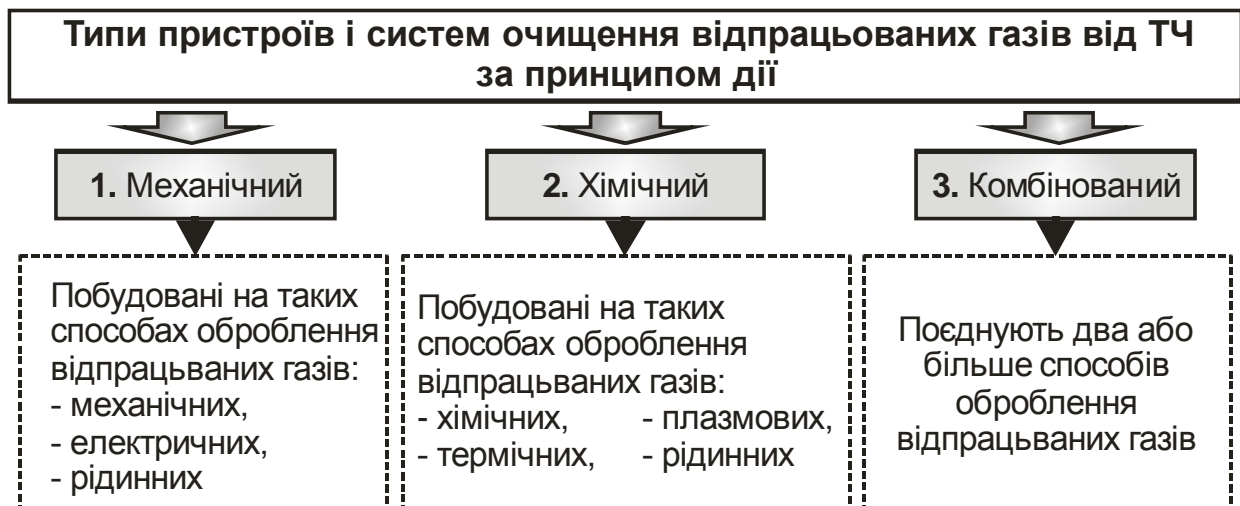 Типи пристроїв і систем очищення відпрацьованих газів від ТЧ
за принципом дії
1. Механічний
2. Хімічний
3. Комбінований
Побудовані на таких
способах оброблення
відпрацьваних газів:
- механічних,
- електричних,
- рідинних
Побудовані на таких
способах оброблення
відпрацьваних газів:
- хімічних, - плазмових,
- термічних, - рідинних
Поєднують два або
більше способів
оброблення
відпрацьваних газів